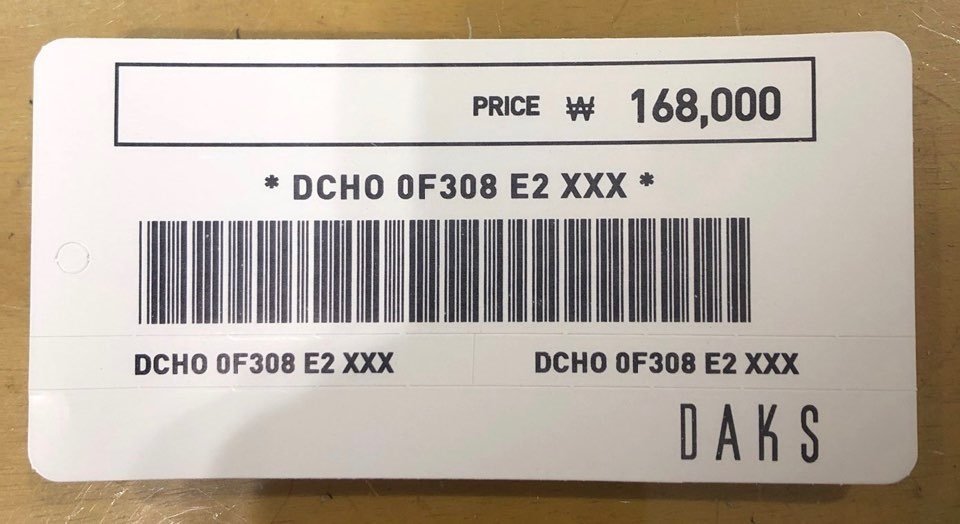 PRICE ₩ 168,000
* DCHO 0F308 E2 XXX *
DCHO 0F308 E2 XXX DCHO 0F308 E2 XXX
DAKS